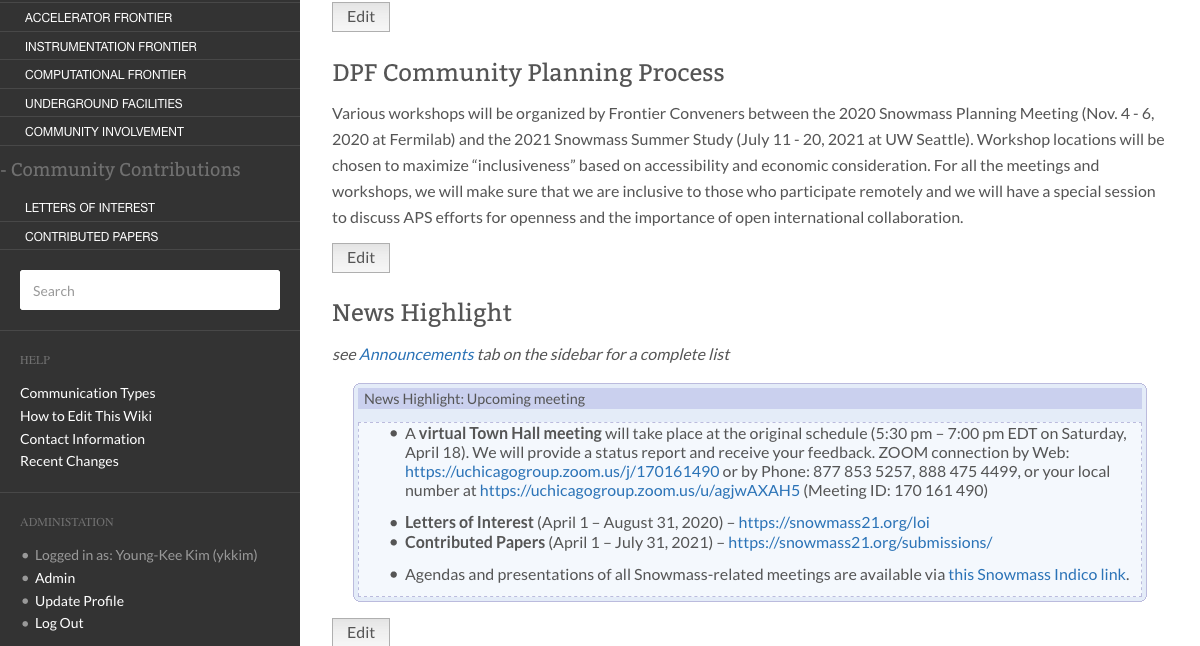 ACCELERATOR FRONTIER
INSTRUMENTATION FRONTIER
COMPUTATIONAL FRONTIER
UNDERGROUND FACILITIES
COMMUNITY INVOLVEMENT
- Community Contributions
LETTERS OF INTEREST
CONTRIBUTED PAPERS
Search
HELP
Communication Types
How to Edit This Wiki
Contact Information
Recent Changes
ADMINISTATION
• Logged in as: Young-Kee Kim (ykkim)
• Admin
• Update Profile
• Log Out
Edit
DPF Community Planning Process
Various workshops will be organized by Frontier Conveners between the 2020 Snowmass Planning Meeting (Nov. 4 - 6,
2020 at Fermilab) and the 2021 Snowmass Summer Study (July 11 - 20, 2021 at UW Seattle). Workshop locations will be
chosen to maximize “inclusiveness” based on accessibility and economic consideration. For all the meetings and
workshops, we will make sure that we are inclusive to those who participate remotely and we will have a special session
to discuss APS efforts for openness and the importance of open international collaboration.
Edit
News Highlight
see Announcements tab on the sidebar for a complete list
News Highlight: Upcoming meeting
• A virtual Town Hall meeting will take place at the original schedule (5:30 pm – 7:00 pm EDT on Saturday,
April 18). We will provide a status report and receive your feedback. ZOOM connection by Web:
https://uchicagogroup.zoom.us/j/170161490 or by Phone: 877 853 5257, 888 475 4499, or your local
number at https://uchicagogroup.zoom.us/u/agjwAXAH5 (Meeting ID: 170 161 490)
• Letters of Interest (April 1 – August 31, 2020) – https://snowmass21.org/loi
• Contributed Papers (April 1 – July 31, 2021) – https://snowmass21.org/submissions/
• Agendas and presentations of all Snowmass-related meetings are available via this Snowmass Indico link.
Edit